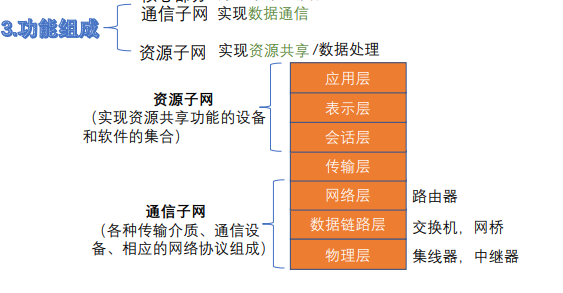 通信子网 实现数据通信
3.功能组成
资源子网 实现资源共享/数据处理
资源子网
(实现资源共享功能的设备
和软件的集合)
应用层
表示层
会话层
传输层
通信子网
(各种传输介质、通信设
备、相应的网络协议组成)
网络层 路由器
数据链路层 交换机，网桥
物理层 集线器，中继器